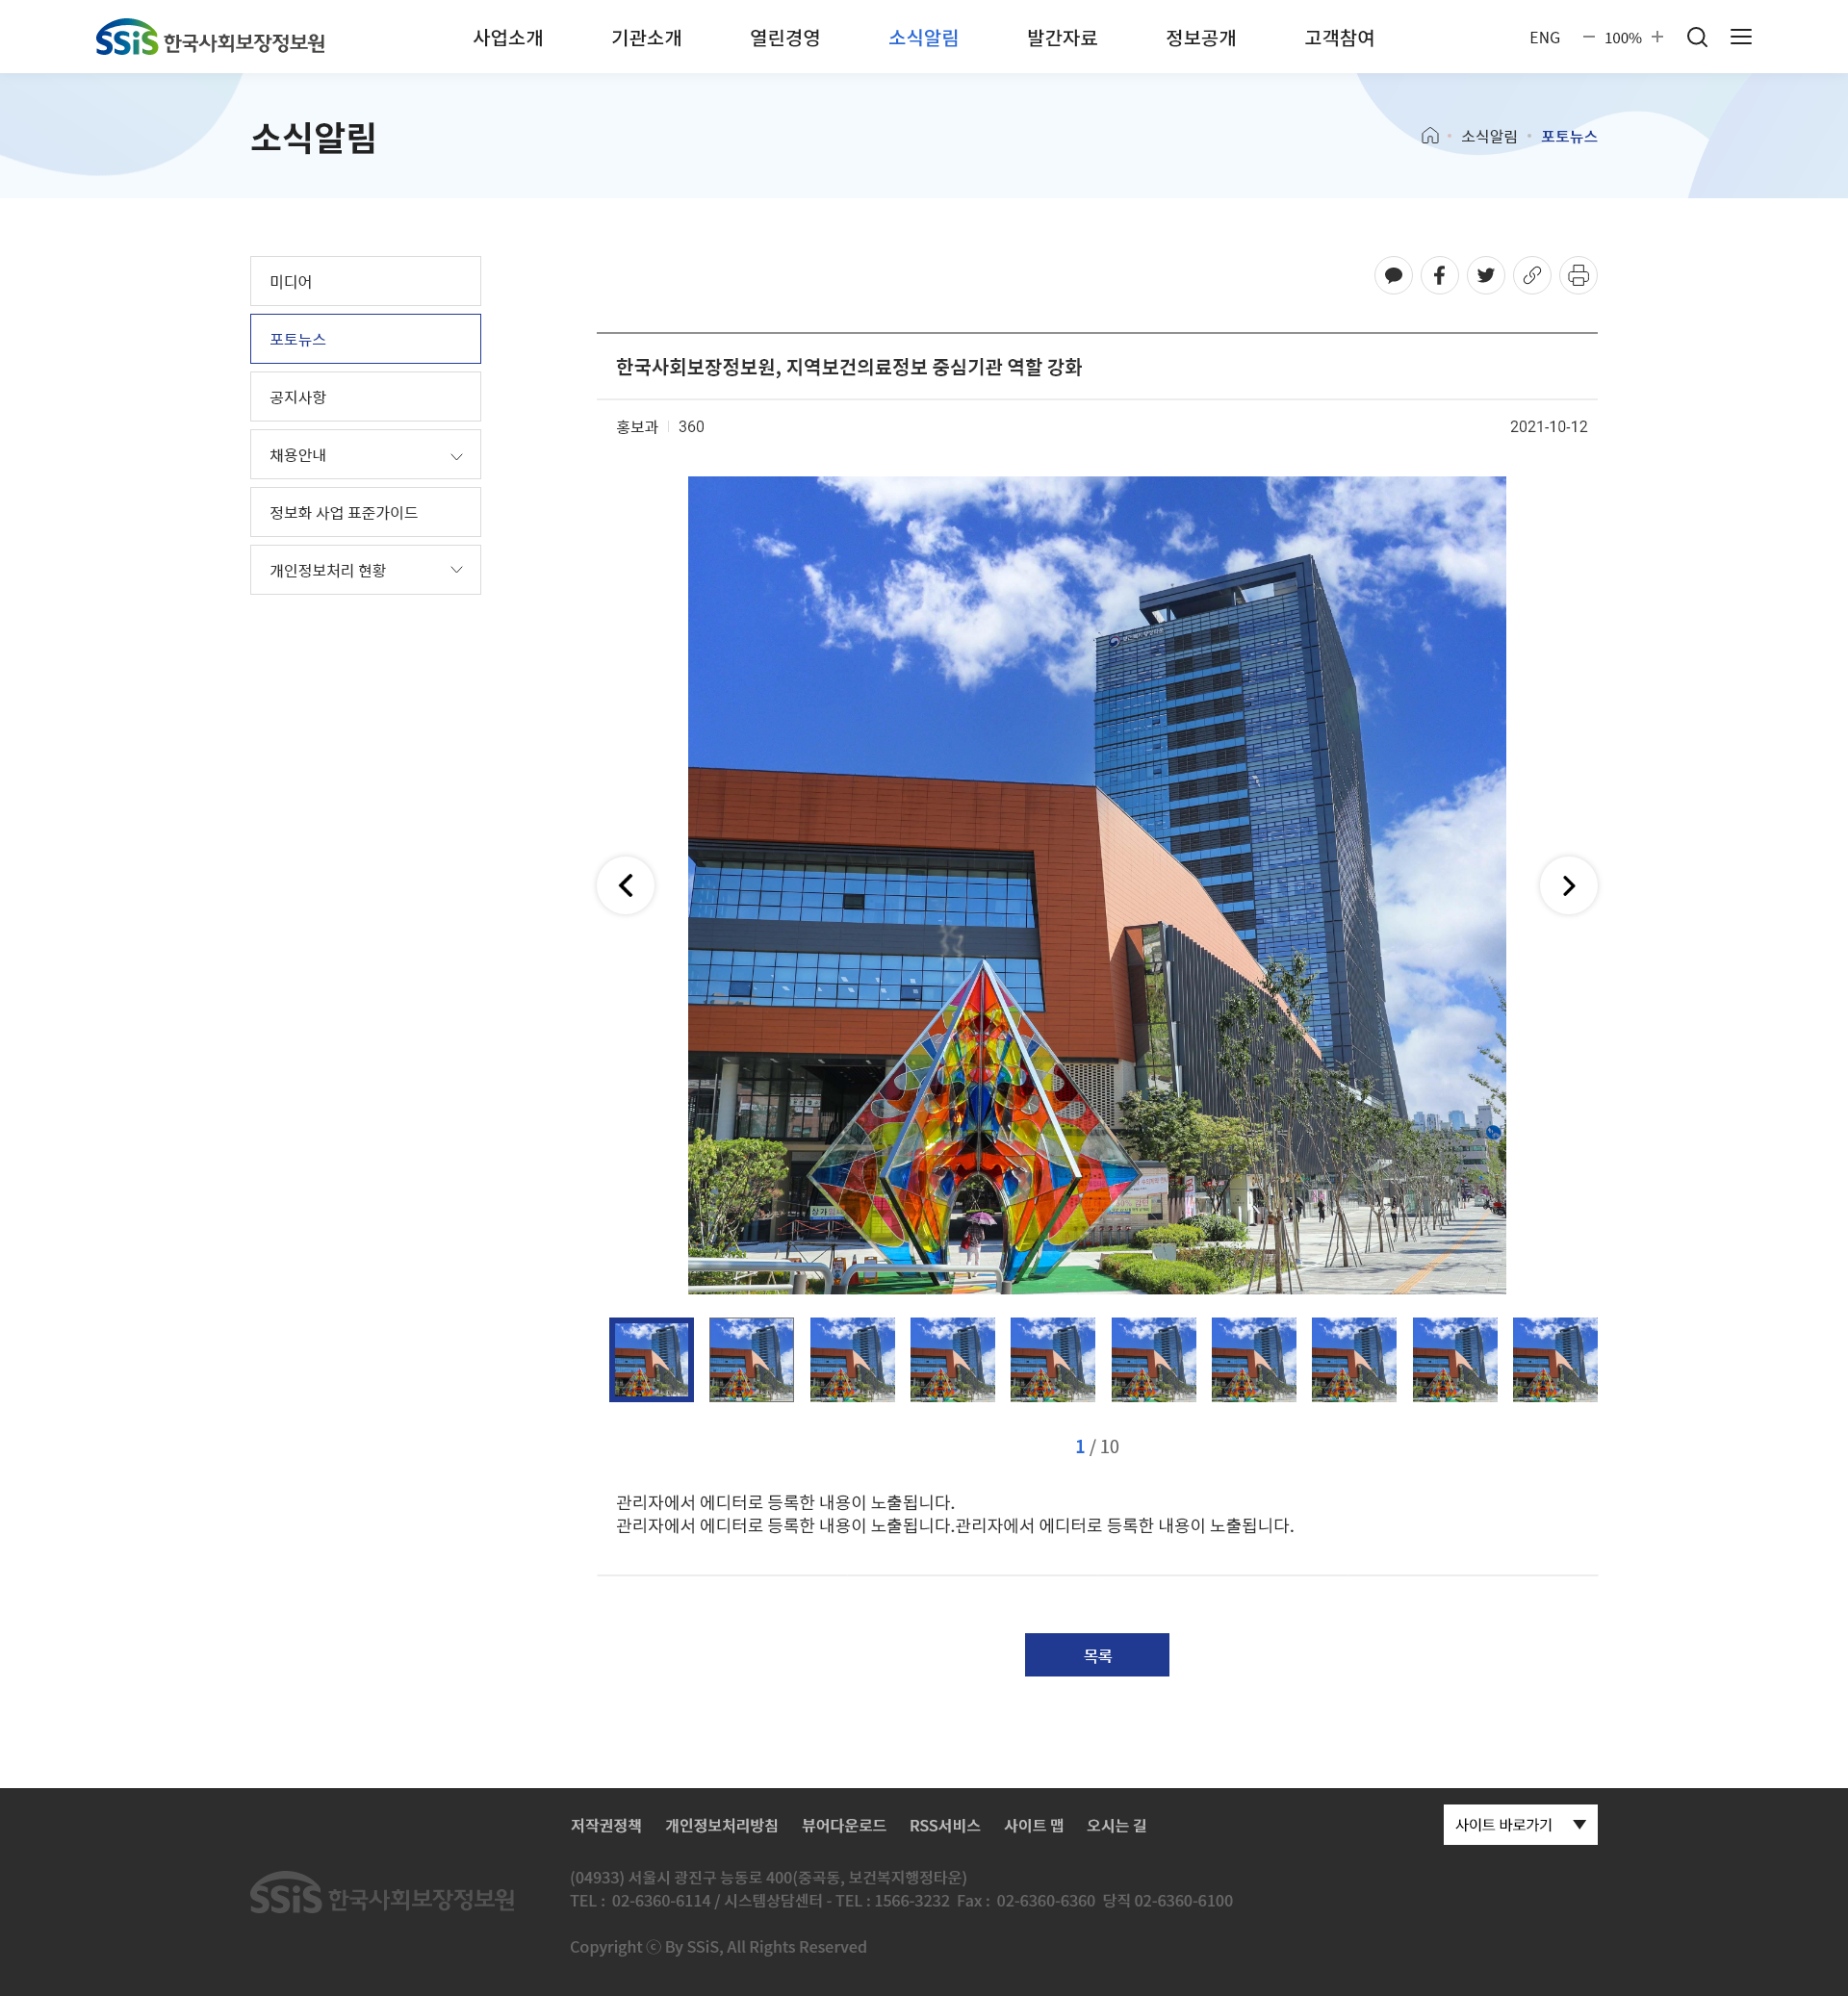 SSiS 한국사회보장정보원
사업소개
기관소개
열린경영
소식알림
발간자료
정보공개
고객참여
ENG
100%
소식알림
소식알림
포토뉴스
미디어
포토뉴스
공지사항
채용안내
정보화 사업 표준가이드
개인정보처리 현황
한국사회보장정보원, 지역보건의료정보 중심기관 역할 강화
홍보과 360
2021-10-12
1 / 10
관리자에서 에디터로 등록한 내용이 노출됩니다.
관리자에서 에디터로 등록한 내용이 노출됩니다.관리자에서 에디터로 등록한 내용이 노출됩니다.
목록
저작권정책
개인정보처리방침
뷰어다운로드
RSS서비스
사이트 맵
오시는 길
사이트 바로가기
SSiS 한국사회보장정보원
(04933) 서울시 광진구 능동로 400(중곡동, 보건복지행정타운)
TEL : 02-6360-6114 / 시스템상담센터 - TEL : 1566-3232 Fax : 02-6360-6360 당직 02-6360-6100
Copyright ⓒ By SSiS, All Rights Reserved